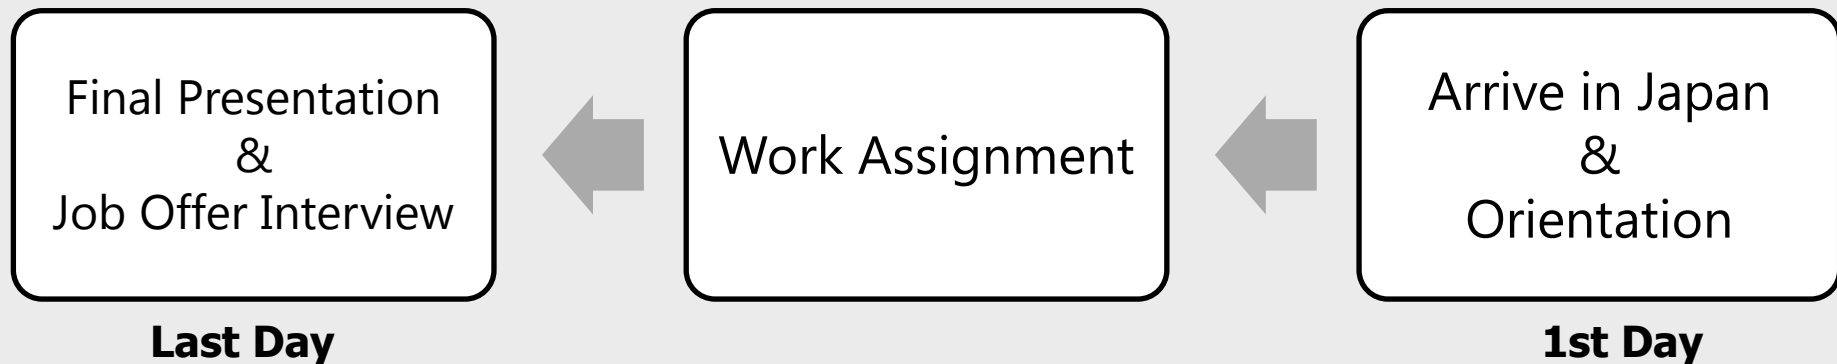 Final Presentation
&
Job Offer Interview
Work Assignment
Arrive in Japan
&
Orientation
Last Day
1st Day